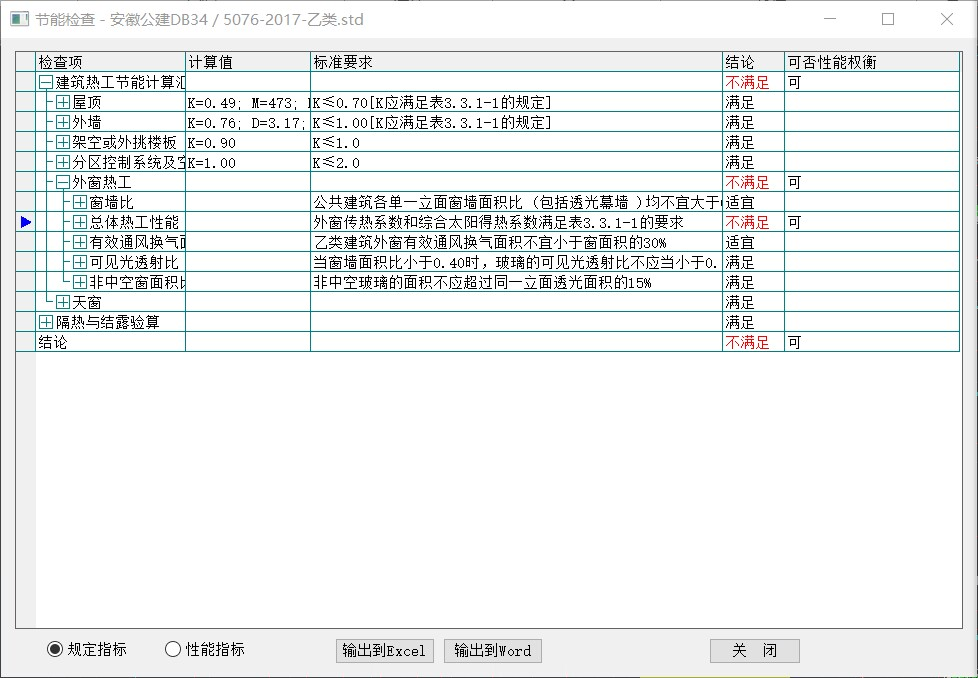 节能检查 - 安徽公建DB34 / 5076-2017-乙类.std
检查项 计算值 标准要求 结论 可否性能权衡
建筑热工节能计算汇 不满足 可
屋顶 K=0.49; M=473; K≤0.70[K应满足表3.3.1-1的规定] 满足
外墙 K=0.76; D=3.17; K≤1.00[K应满足表3.3.1-1的规定] 满足
架空或外挑楼板 K=0.90 K≤1.0 满足
分区控制系统及空 K=1.00 K≤2.0 满足
外窗热工 不满足 可
窗墙比 公共建筑各单一立面窗墙面积比 (包括透光幕墙 )均不宜大于 适宜
总体热工性能 外窗传热系数和综合太阳得热系数满足表3.3.1-1的要求 不满足 可
有效通风换气面 乙类建筑外窗有效通风换气面积不宜小于窗面积的30% 适宜
可见光透射比 当窗墙面积比小于0.40时，玻璃的可见光透射比不应当小于0. 满足
非中空窗面积比 非中空玻璃的面积不应超过同一立面透光面积的15% 满足
天窗 满足
隔热与结露验算 满足
结论 不满足 可
规定指标 性能指标 输出到Excel 输出到Word 关 闭